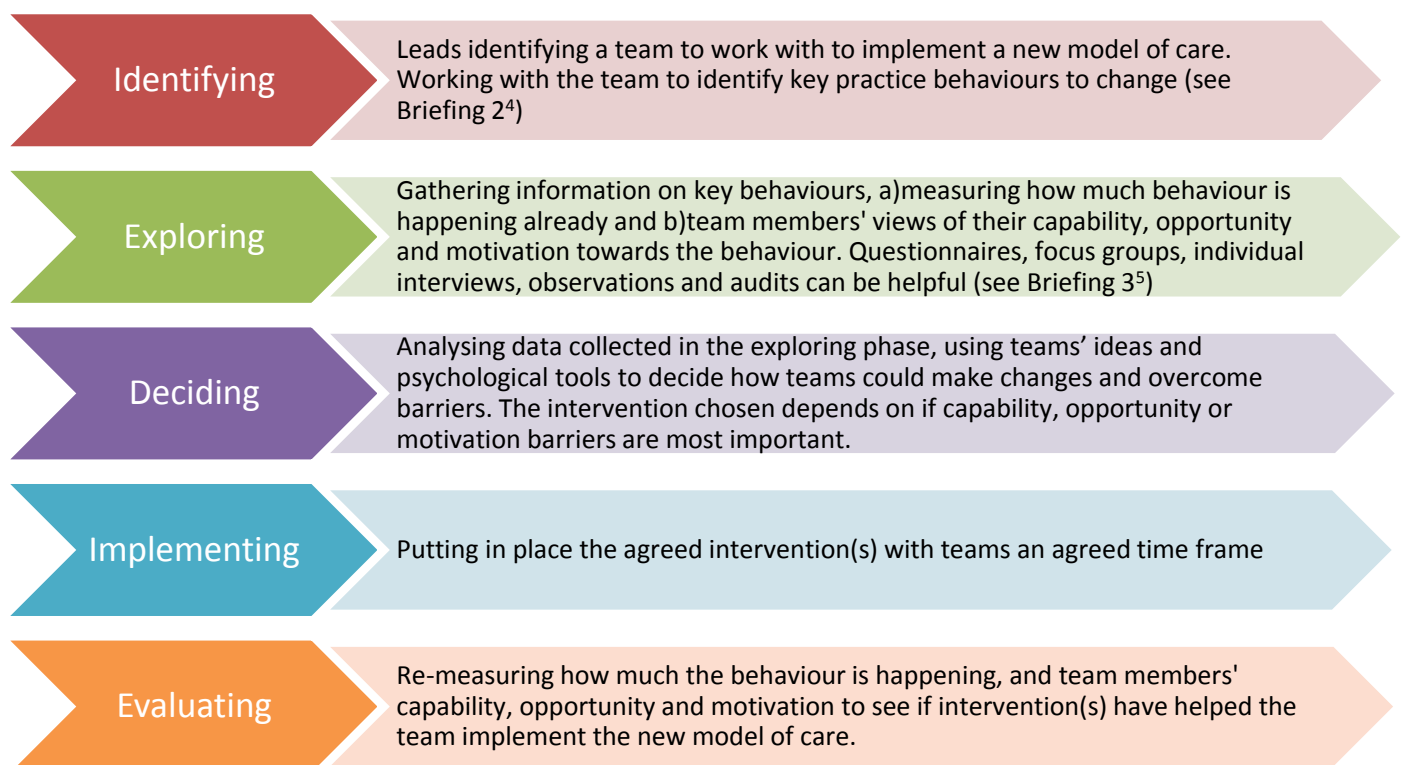 Identifying
Leads identifying a team to work with to implement a new model of care.
Working with the team to identify key practice behaviours to change (see
Briefing 2⁴)
Exploring
Gathering information on key behaviours, a)measuring how much behaviour is
happening already and b)team members' views of their capability, opportunity
and motivation towards the behaviour. Questionnaires, focus groups, individual
interviews, observations and audits can be helpful (see Briefing 3⁵)
Deciding
Analysing data collected in the exploring phase, using teams’ ideas and
psychological tools to decide how teams could make changes and overcome
barriers. The intervention chosen depends on if capability, opportunity or
motivation barriers are most important.
Implementing
Putting in place the agreed intervention(s) with teams an agreed time frame
Evaluating
Re-measuring how much the behaviour is happening, and team members'
capability, opportunity and motivation to see if intervention(s) have helped the
team implement the new model of care.